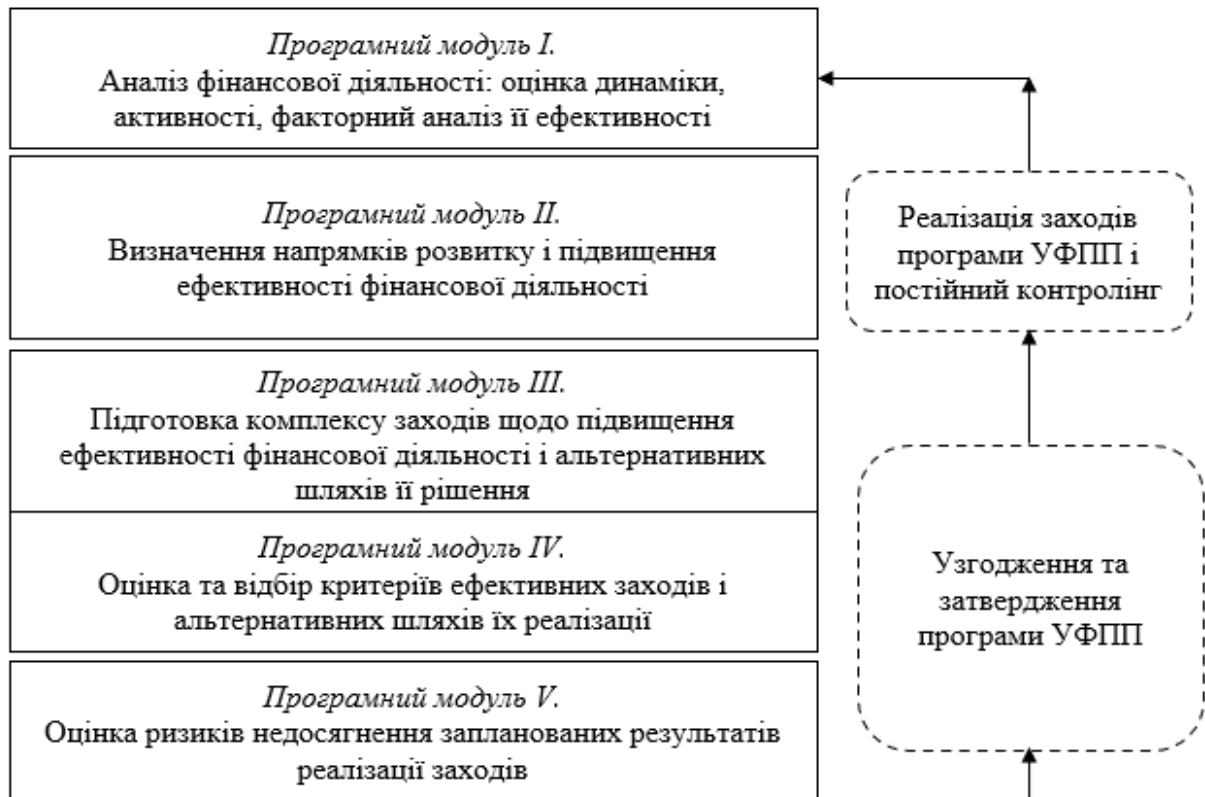 Програмний модуль I.
Аналіз фінансової діяльності: оцінка динаміки,
активності, факторний аналіз її ефективності
Програмний модуль II.
Визначення напрямків розвитку і підвищення
ефективності фінансової діяльності
Програмний модуль III.
Підготовка комплексу заходів щодо підвищення
ефективності фінансової діяльності і альтернативних
шляхів її рішення
Програмний модуль IV.
Оцінка та відбір критеріїв ефективних заходів і
альтернативних шляхів їх реалізації
Програмний модуль V.
Оцінка ризиків недосягнення запланованих результатів
реалізації заходів
Реалізація заходів
програми УФПП і
постійний контролінг
Узгодження та
затвердження
програми УФПП